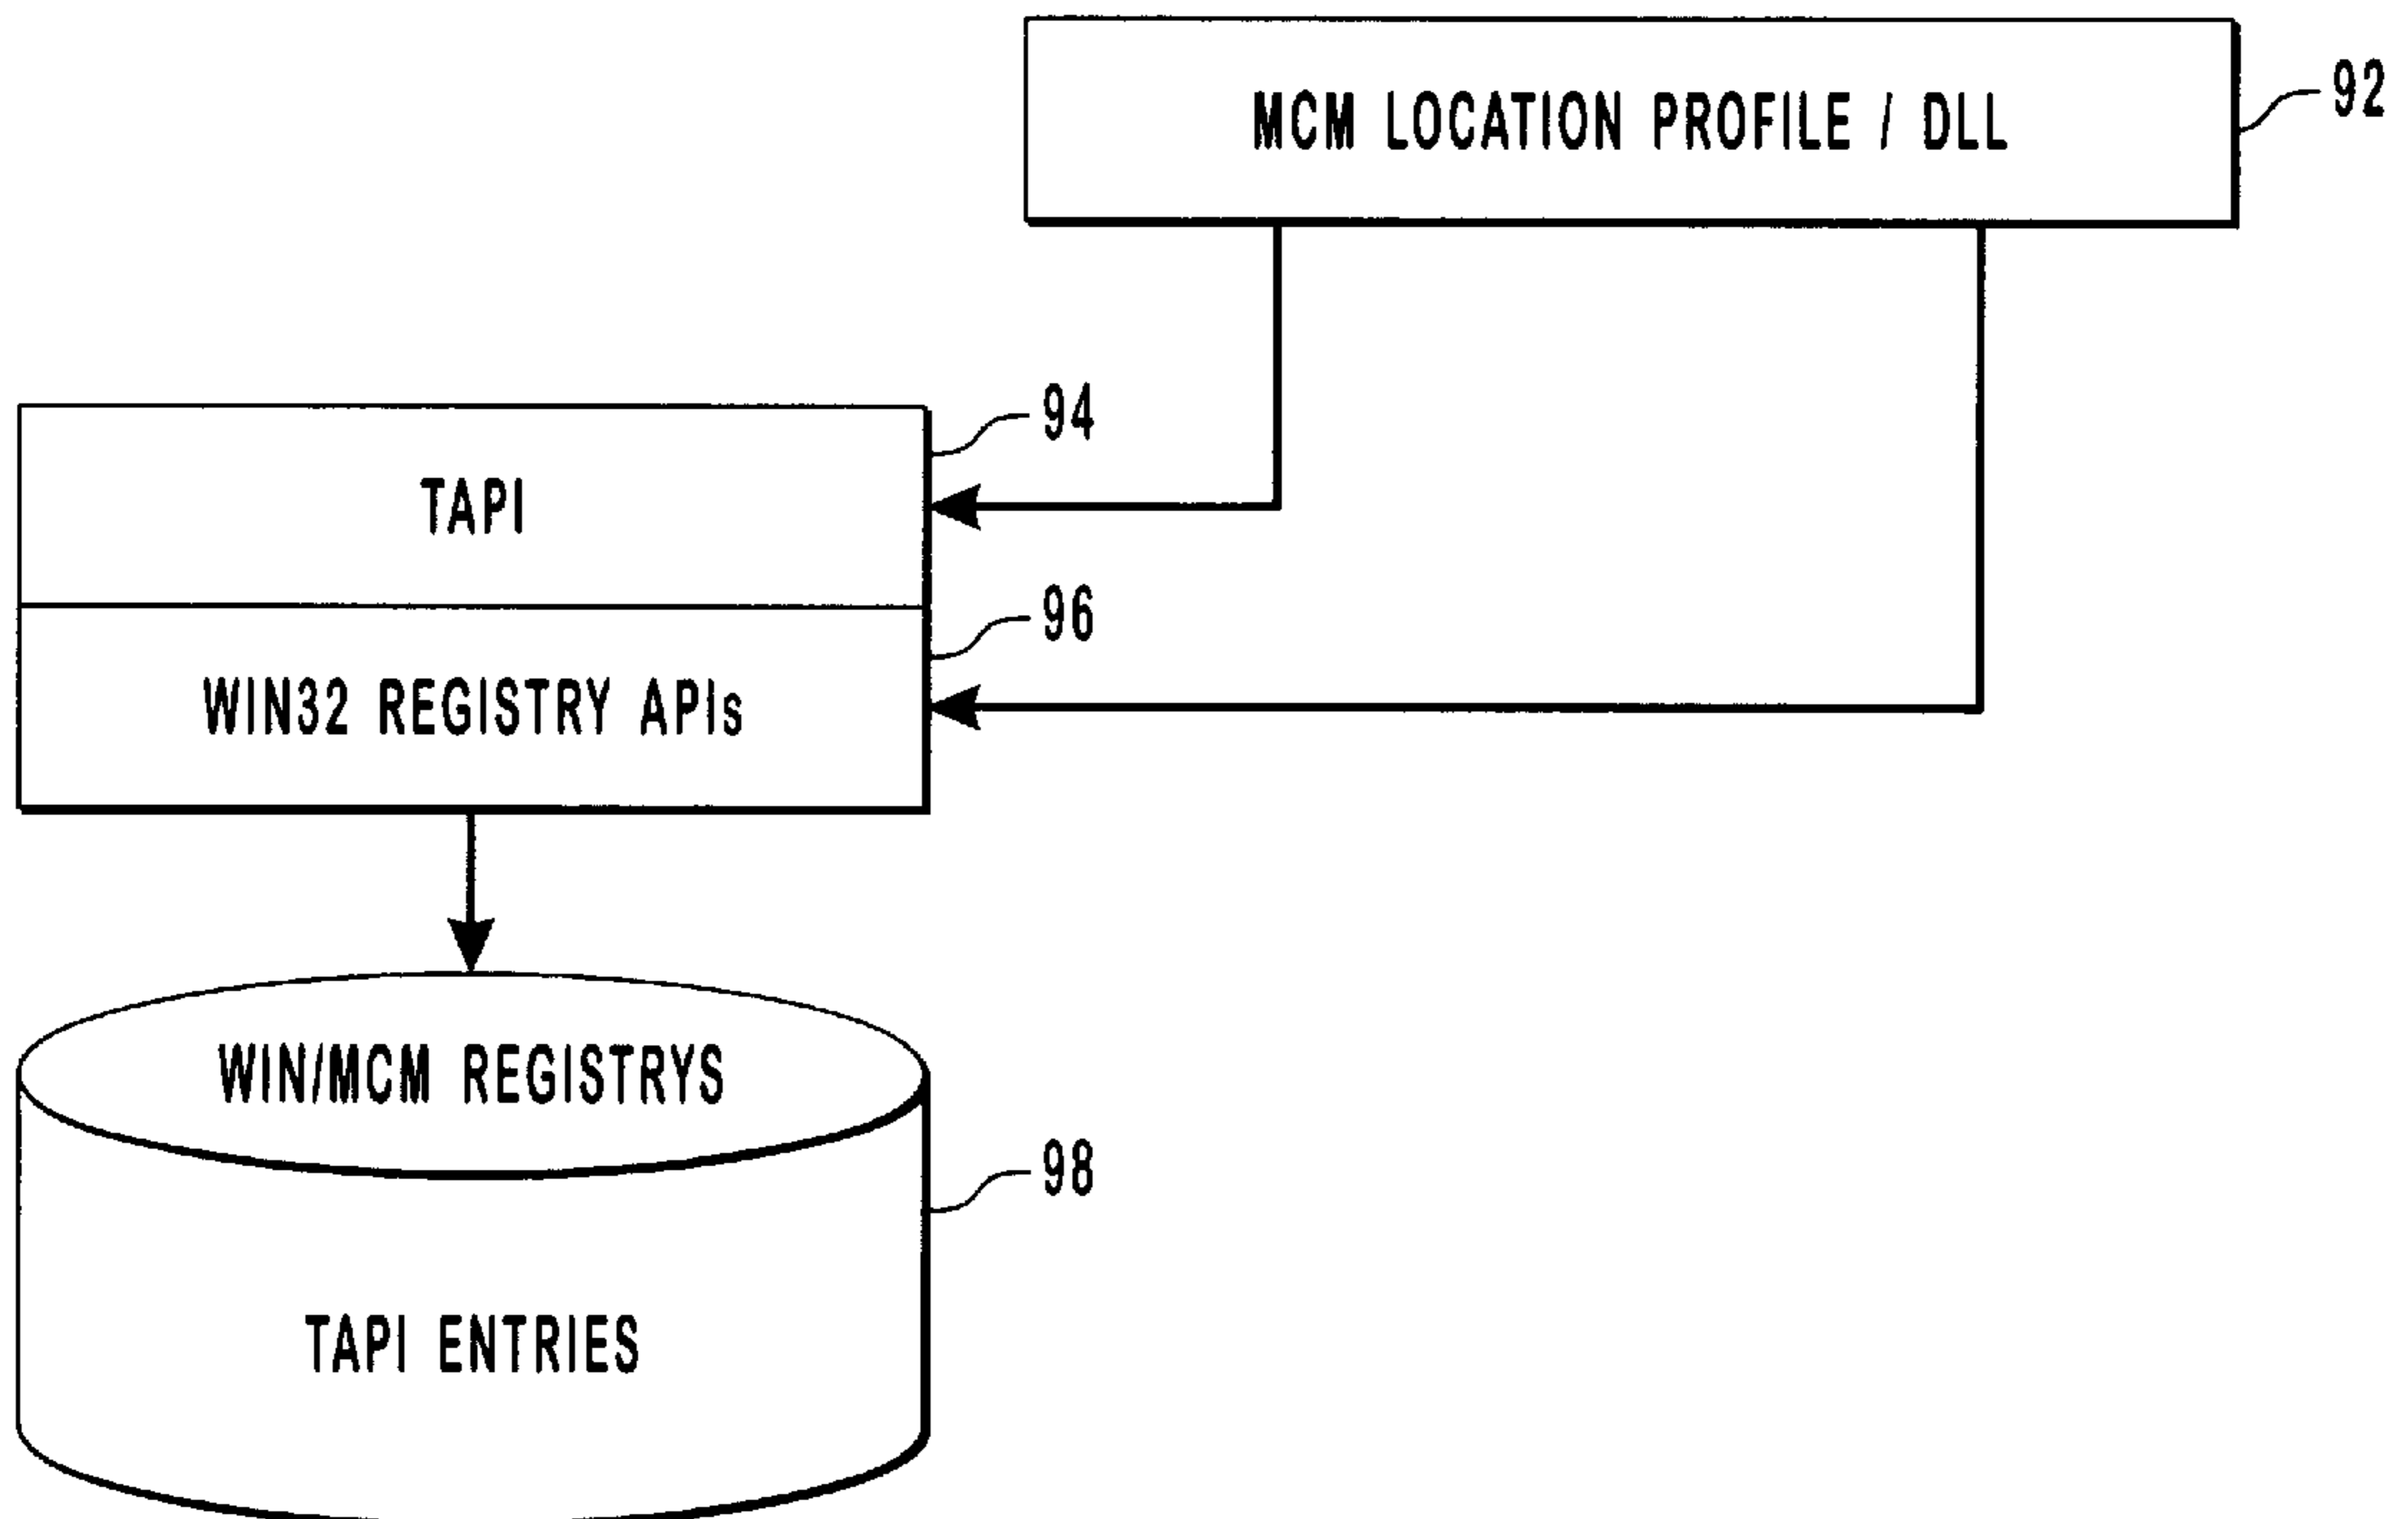 MCM LOCATION PROFILE / DLL
92
94
TAPI
96
WIN32 REGISTRY APIs
WIN/MCM REGISTRYS
98
TAPI ENTRIES